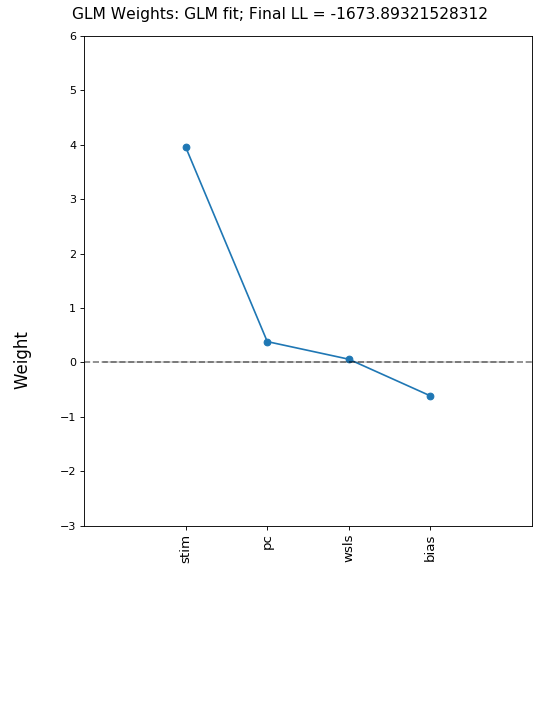 GLM Weights: GLM fit; Final LL = -1673.89321528312
6
5
4
3
2
1
0
−1
−2
−3
Weight
stim
pc
wsls
bias